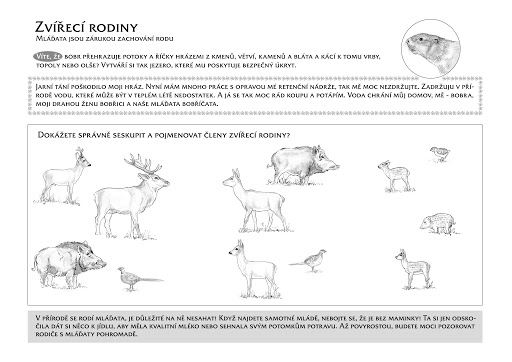 Zvířecí rodiny
Mláďata jsou zárukou zachování rodu
Víte, že bobr přehrazuje potoky a říčky hrázemi z kmenů, větví, kamenů a bláta a kácí k tomu vrby,
topoly nebo olše? Vytváří si tak jezero, které mu poskytuje bezpečný úkryt.
Jarní tání poškodilo moji hráz. Nyní mám mnoho práce s opravou mé retenční nádrže, tak mě moc nezdržujte. Zadržuji v pří-
rodě vodu, které může být v teplém létě nedostatek. A já se tak moc rád koupu a potápím. Voda chrání můj domov, mě - bobra,
moji drahou ženu bobřici a naše mláďata bobříčata.
Dokážete správně seskupit a pojmenovat členy zvířecí rodiny?
V přírodě se rodí mláďata, je důležité na ně nesahat! Když najdete samotné mládě, nebojte se, že je bez maminky! Ta si jen odsko-
čila dát si něco k jídlu, aby měla kvalitní mléko nebo sehnala svým potomkům potravu. Až povyrostou, budete moci pozorovat
rodiče s mláďaty pohromadě.